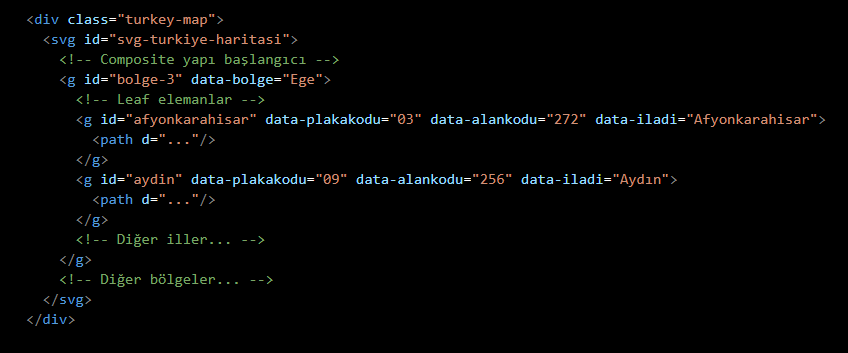 <div class="turkey-map">
<svg id="svg-turkiye-haritasi">
<!-- Composite yapı başlangıcı -->
<g id="bolge-3" data-bolge="Ege">
<!-- Leaf elemanlar -->
<g id="afyonkarahisar" data-plakakodu="03" data-alankodu="272" data-iladi="Afyonkarahisar">
<path d="..."/>
</g>
<g id="aydin" data-plakakodu="09" data-alankodu="256" data-iladi="Aydın">
<path d="..."/>
</g>
<!-- Diğer iller... -->
</g>
<!-- Diğer bölgeler... -->
</svg>
</div>